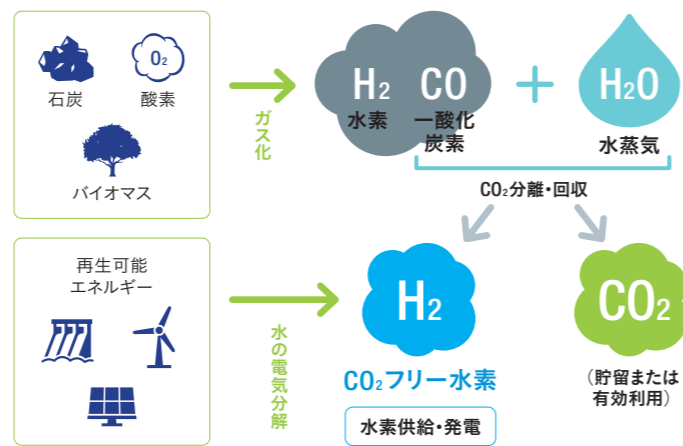 O₂
石炭
酸素
バイオマス
ガス化
H₂
水素
CO
一酸化
炭素
+
H₂O
水蒸気
CO₂分離・回収
再生可能
エネルギー
水の電気分解
H₂
CO₂フリー水素
水素供給・発電
CO₂
(貯留または
有効利用)